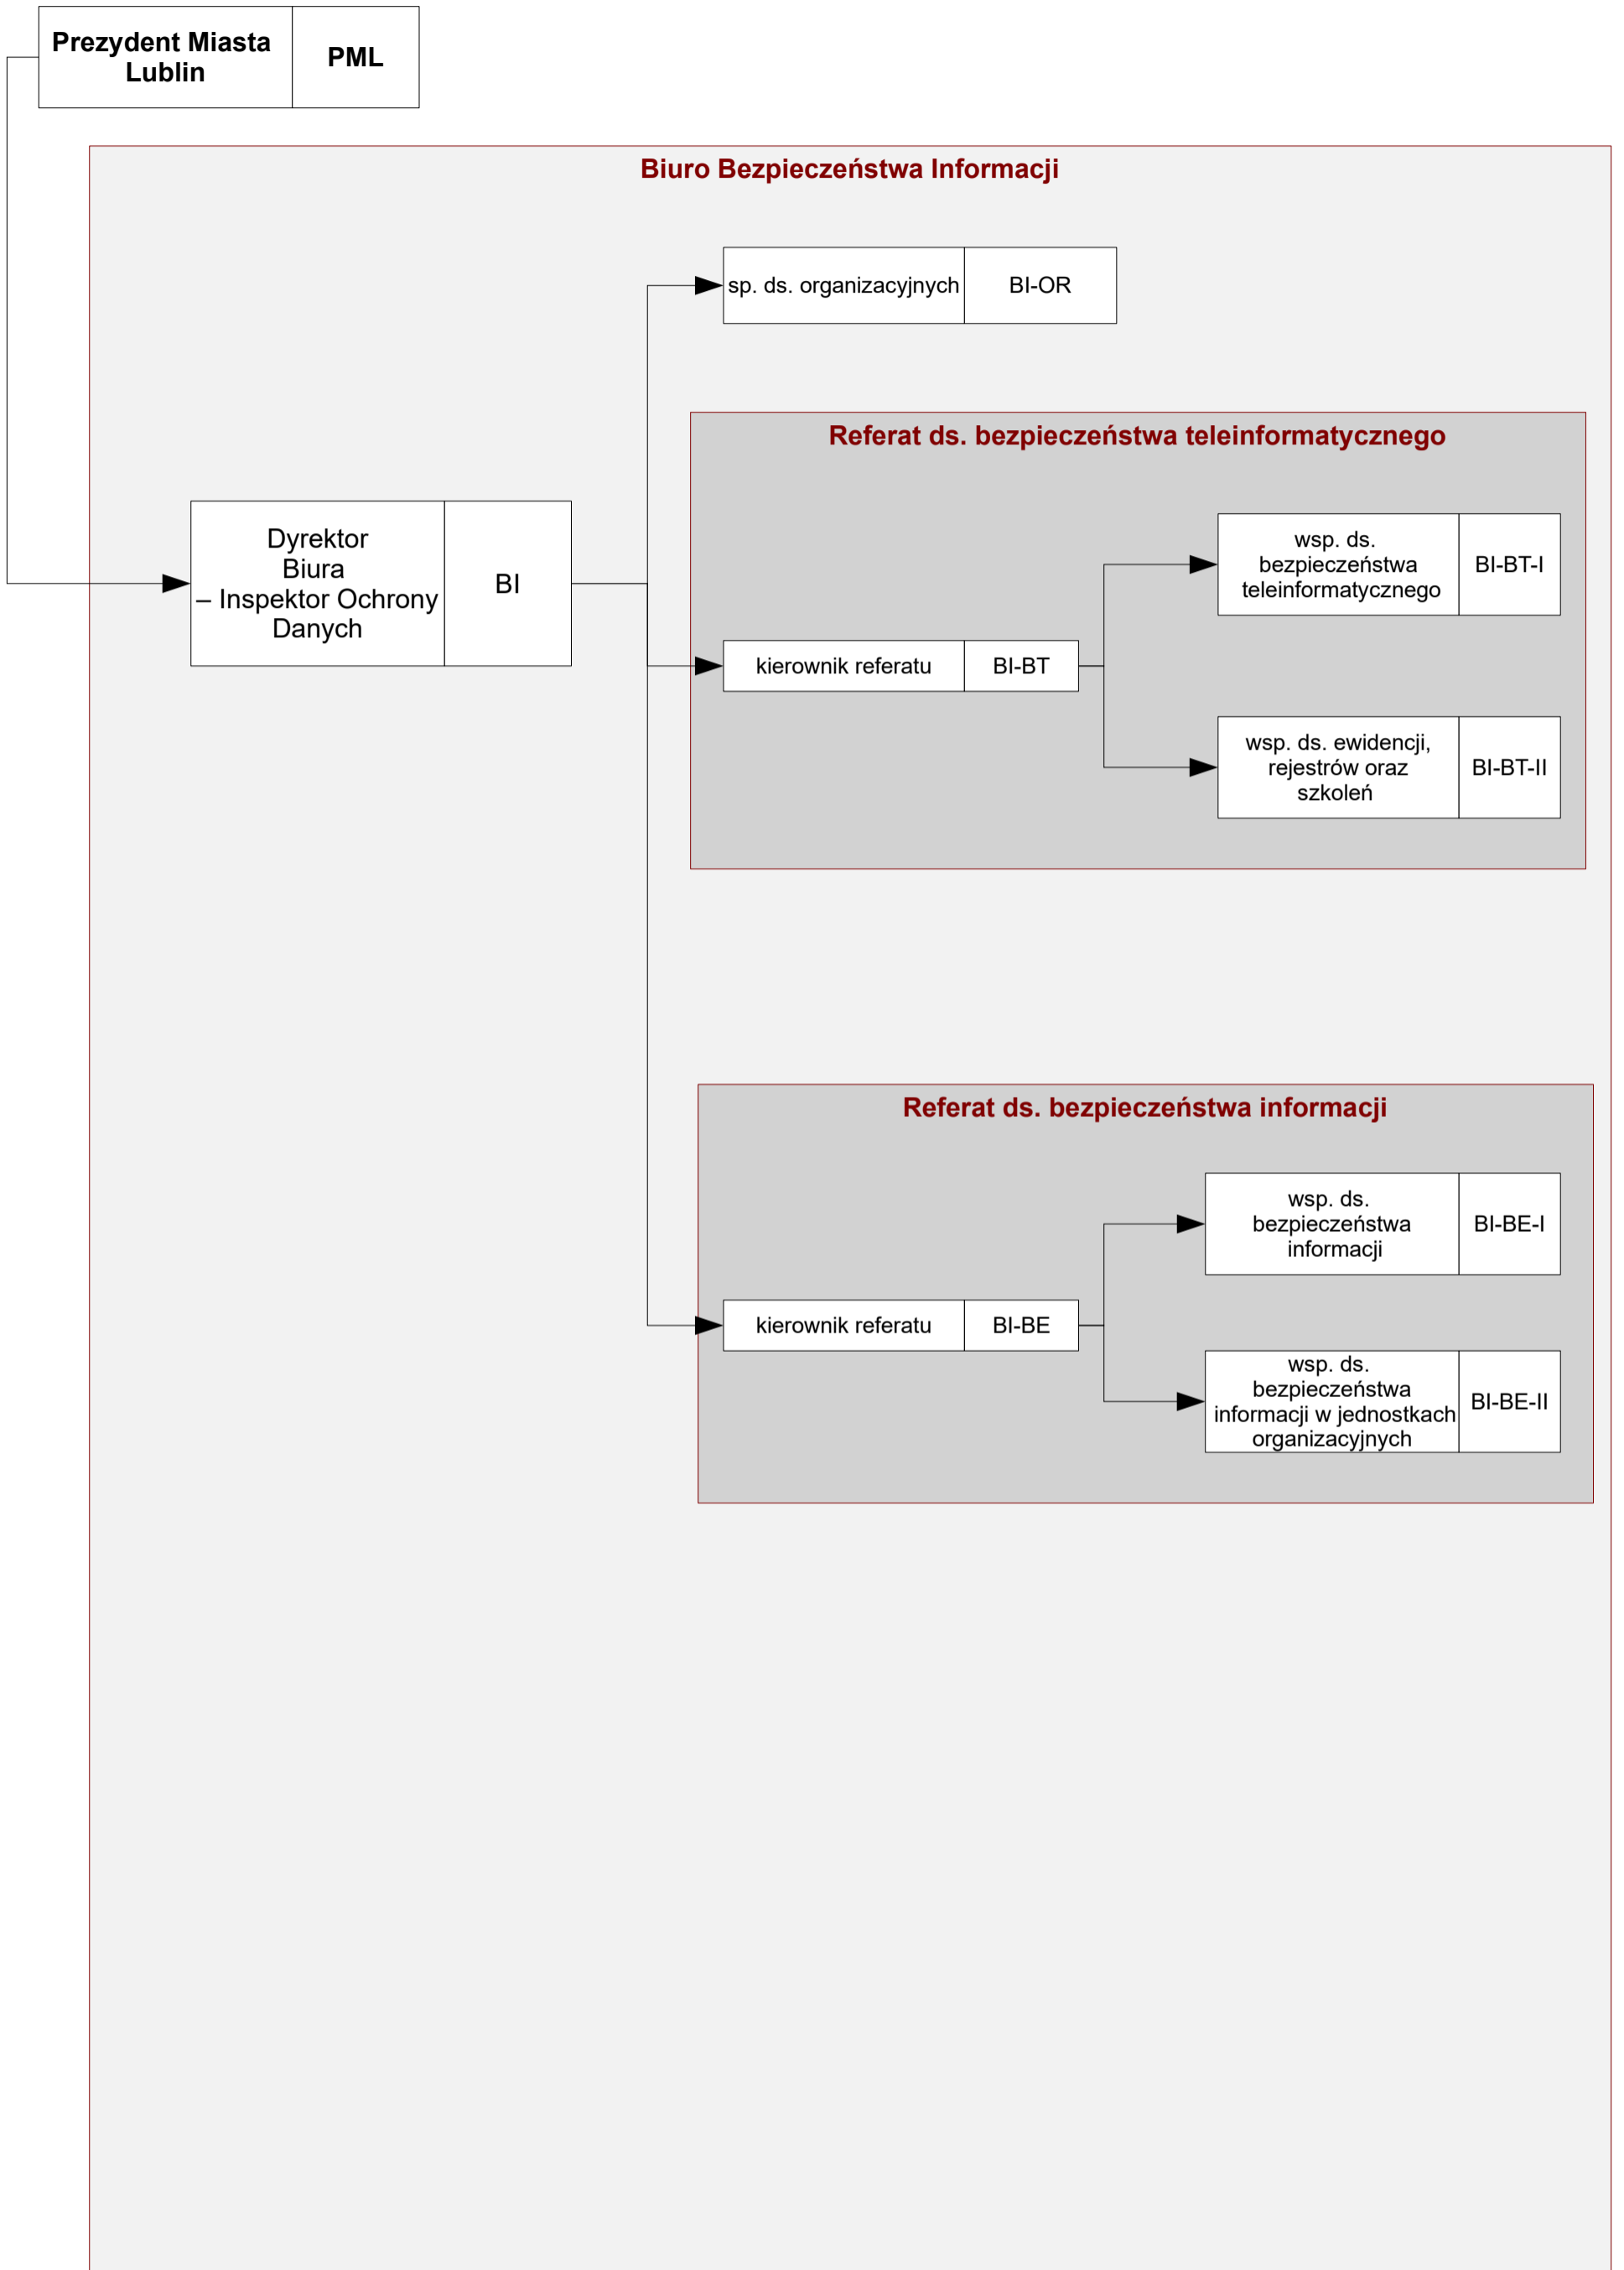 Prezydent Miasta
Lublin
PML
Biuro Bezpieczeństwa Informacji
sp. ds. organizacyjnych
BI-OR
Referat ds. bezpieczeństwa teleinformatycznego
Dyrektor
Biura
– Inspektor Ochrony
Danych
BI
wsp. ds.
bezpieczeństwa
teleinformatycznego
BI-BT-I
kierownik referatu
BI-BT
wsp. ds. ewidencji,
rejestrów oraz
szkoleń
BI-BT-II
Referat ds. bezpieczeństwa informacji
wsp. ds.
bezpieczeństwa
informacji
BI-BE-I
kierownik referatu
BI-BE
wsp. ds.
bezpieczeństwa
informacji w jednostkach
organizacyjnych
BI-BE-II